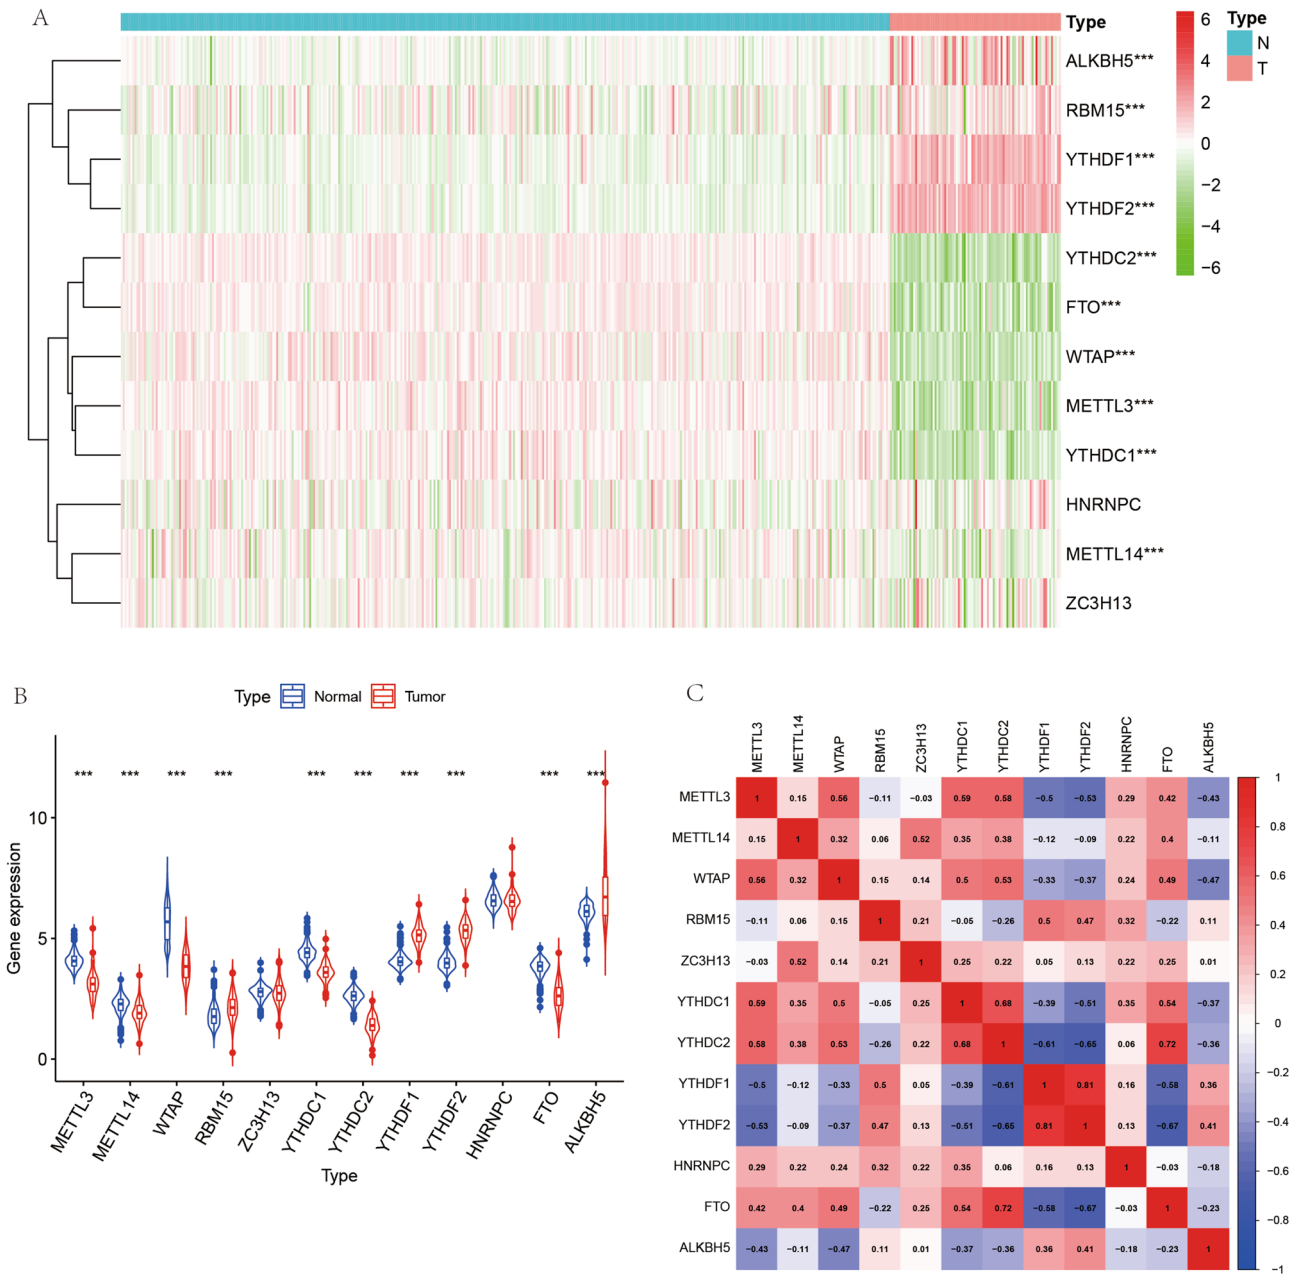 A
Type
ALKBH5***
RBM15***
YTHDF1***
YTHDF2***
YTHDC2***
FTO***
WTAP***
METTL3***
YTHDC1***
HNRNPC
METTL14***
ZC3H13
6
4
2
0
−2
−4
−6
Type
N
T
B
Type Normal Tumor
*** *** *** *** *** *** *** *** *** ***
Gene expression
10
5
0
METTL3 METTL14 WTAP RBM15 ZC3H13 YTHDC1 YTHDC2 YTHDF1 YTHDF2 HNRNPC FTO ALKBH5
Type
C
METTL3 METTL14 WTAP RBM15 ZC3H13 YTHDC1 YTHDC2 YTHDF1 YTHDF2 HNRNPC FTO ALKBH5
METTL3 1 0.15 0.56 −0.11 −0.03 0.59 0.58 −0.5 −0.53 0.29 0.42 −0.43
METTL14 0.15 1 0.32 0.06 0.52 0.35 0.38 −0.12 −0.09 0.22 0.4 −0.11
WTAP 0.56 0.32 1 0.15 0.14 0.5 0.53 −0.33 −0.37 0.24 0.49 −0.47
RBM15 −0.11 0.06 0.15 1 0.21 −0.05 −0.26 0.5 0.47 0.32 −0.22 0.11
ZC3H13 −0.03 0.52 0.14 0.21 1 0.25 0.22 0.05 0.13 0.22 0.25 0.01
YTHDC1 0.59 0.35 0.5 −0.05 0.25 1 0.68 −0.39 −0.51 0.35 0.54 −0.37
YTHDC2 0.58 0.38 0.53 −0.26 0.22 0.68 1 −0.61 −0.65 0.06 0.72 −0.36
YTHDF1 −0.5 −0.12 −0.33 0.5 0.05 −0.39 −0.61 1 0.81 0.16 −0.58 0.36
YTHDF2 −0.53 −0.09 −0.37 0.47 0.13 −0.51 −0.65 0.81 1 0.13 −0.67 0.41
HNRNPC 0.29 0.22 0.24 0.32 0.22 0.35 0.06 0.16 0.13 1 −0.03 −0.18
FTO 0.42 0.4 0.49 −0.22 0.25 0.54 0.72 −0.58 −0.67 −0.03 1 −0.23
ALKBH5 −0.43 −0.11 −0.47 0.11 0.01 −0.37 −0.36 0.36 0.41 −0.18 −0.23 1
1
0.8
0.6
0.4
0.2
0
−0.2
−0.4
−0.6
−0.8
−1